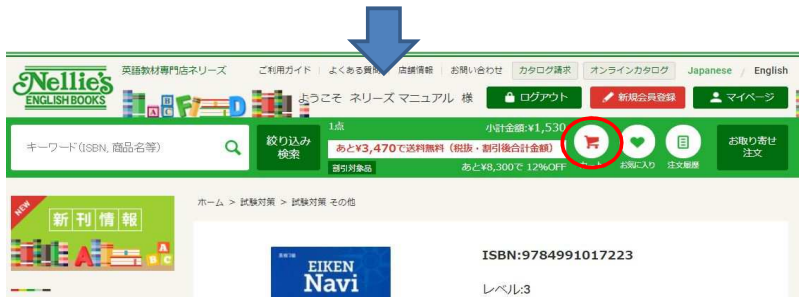 Nellie's
ENGLISH BOOKS
英語教材専門店ネリーズ
ご利用ガイド | よくある質問 店舗情報 | お問い合わせ カタログ請求 オンラインカタログ Japanese / English
ようこそ ネリーズ マニュアル 様 ログアウト 新規会員登録 マイページ
キーワード(ISBN, 商品名等)
絞り込み
検索
1点 小計金額:¥1,530
あと¥3,470で送料無料 (税抜・割引後合計金額)
割引対象品 あと¥8,300で 12%OFF
カート お気に入り 注文履歴
お取り寄せ
注文
NEW
新刊情報
ホーム > 試験対策 > 試験対策 その他
EIKEN
Navi
ISBN:9784991017223
レベル:3